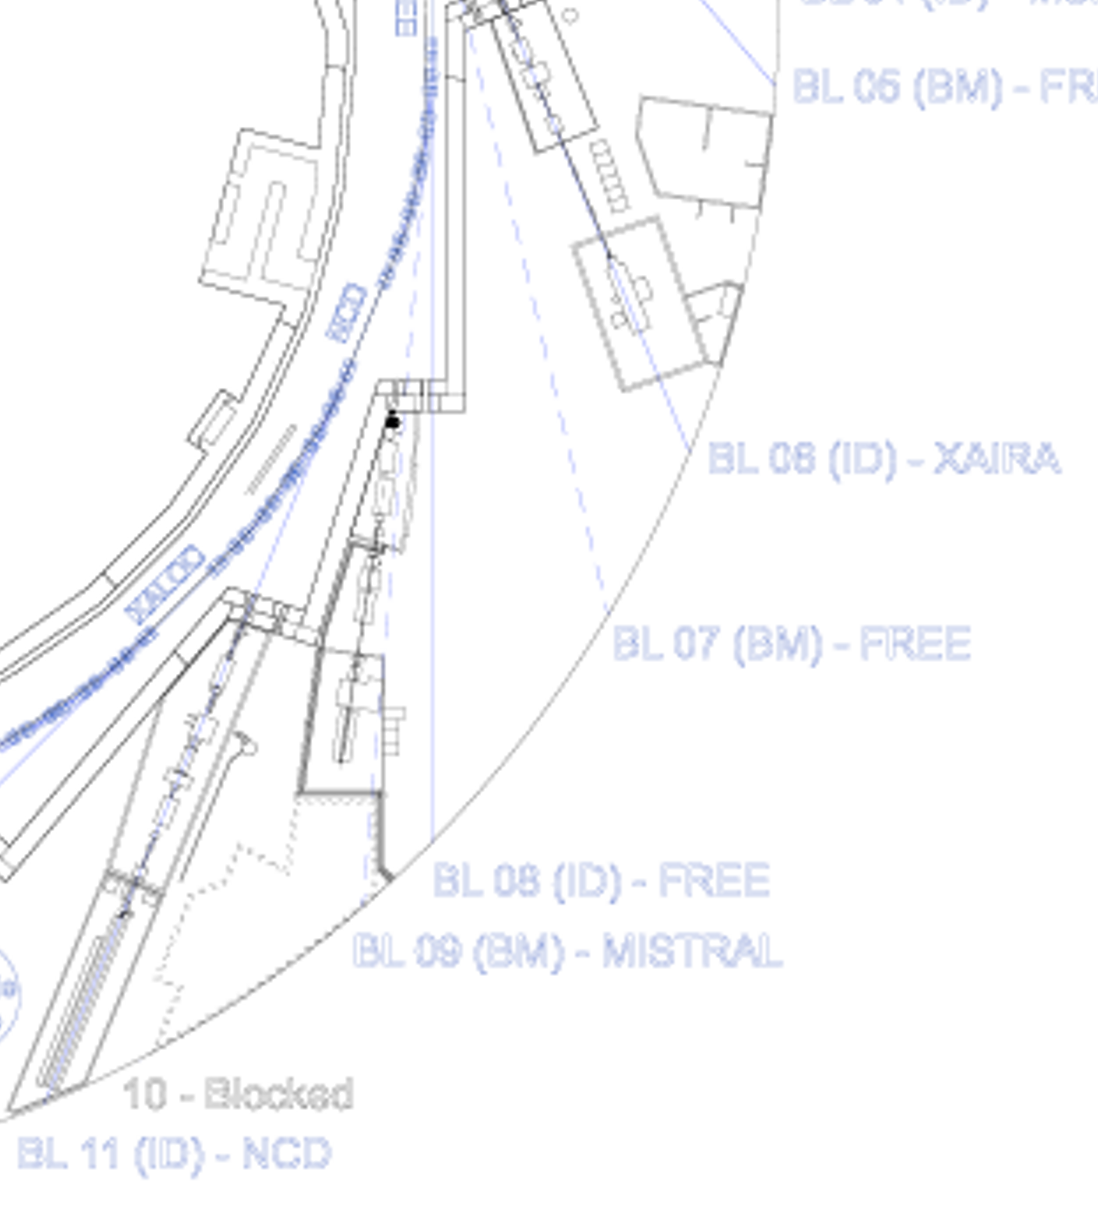 BL 05 (BM) - FR
NCD
BL 06 (ID) - XAIRA
XALOC
BL 07 (BM) - FREE
BL 08 (ID) - FREE
BL 09 (BM) - MISTRAL
10 - Blocked
BL 11 (ID) - NCD